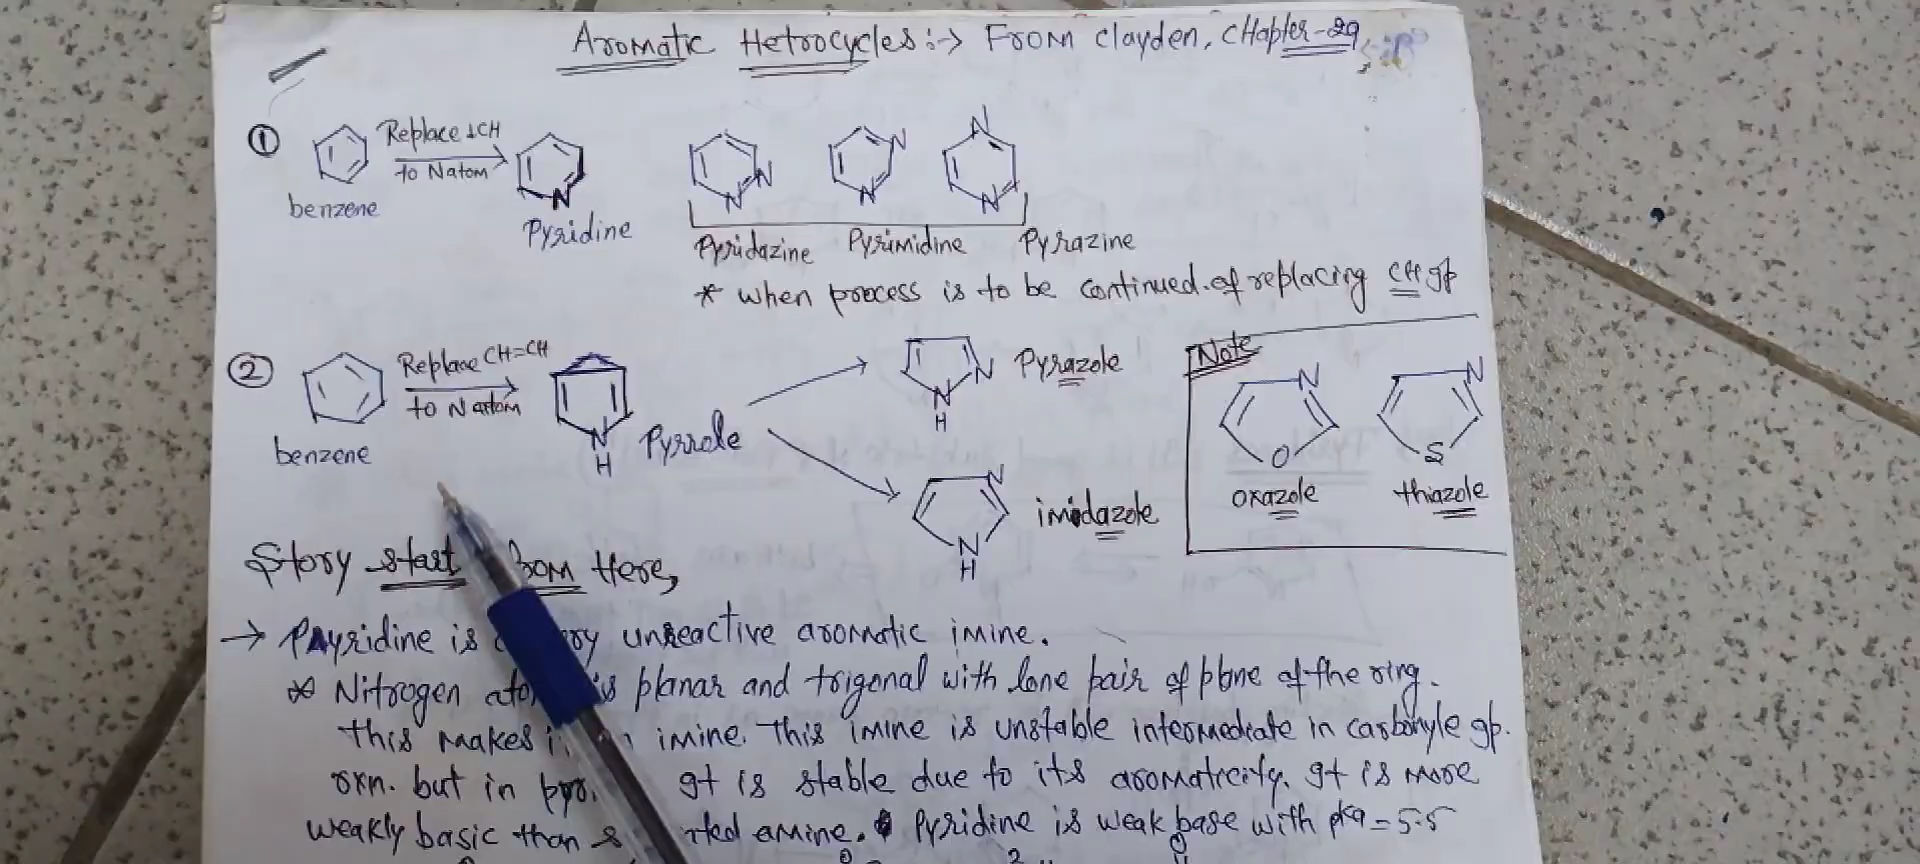 Aromatic Hetrocycles :-> From Clayden, CHapter-29
① Replace 1CH to N atom
benzene
Pyridine
N N N N N N N
Pyridazine Pyrimidine Pyrazine
* when process is to be continued of replacing CH gp
② Replace CH=CH to N atom
benzene
N H Pyrrole
N N H Pyrazole
N N H imidazole
Note
N O N S
oxazole thiazole
Story start from Here,
→ Pyridine is unreactive aromatic imine.
* Nitrogen is planar and trigonal with lone pair of plane of the ring.
this makes imine. This imine is unstable intermediate in carbonyle gp.
rxn. but in gt is stable due to its aromaticity. gt is more
weakly basic than amine. Pyridine is weak base with pka = 5.5